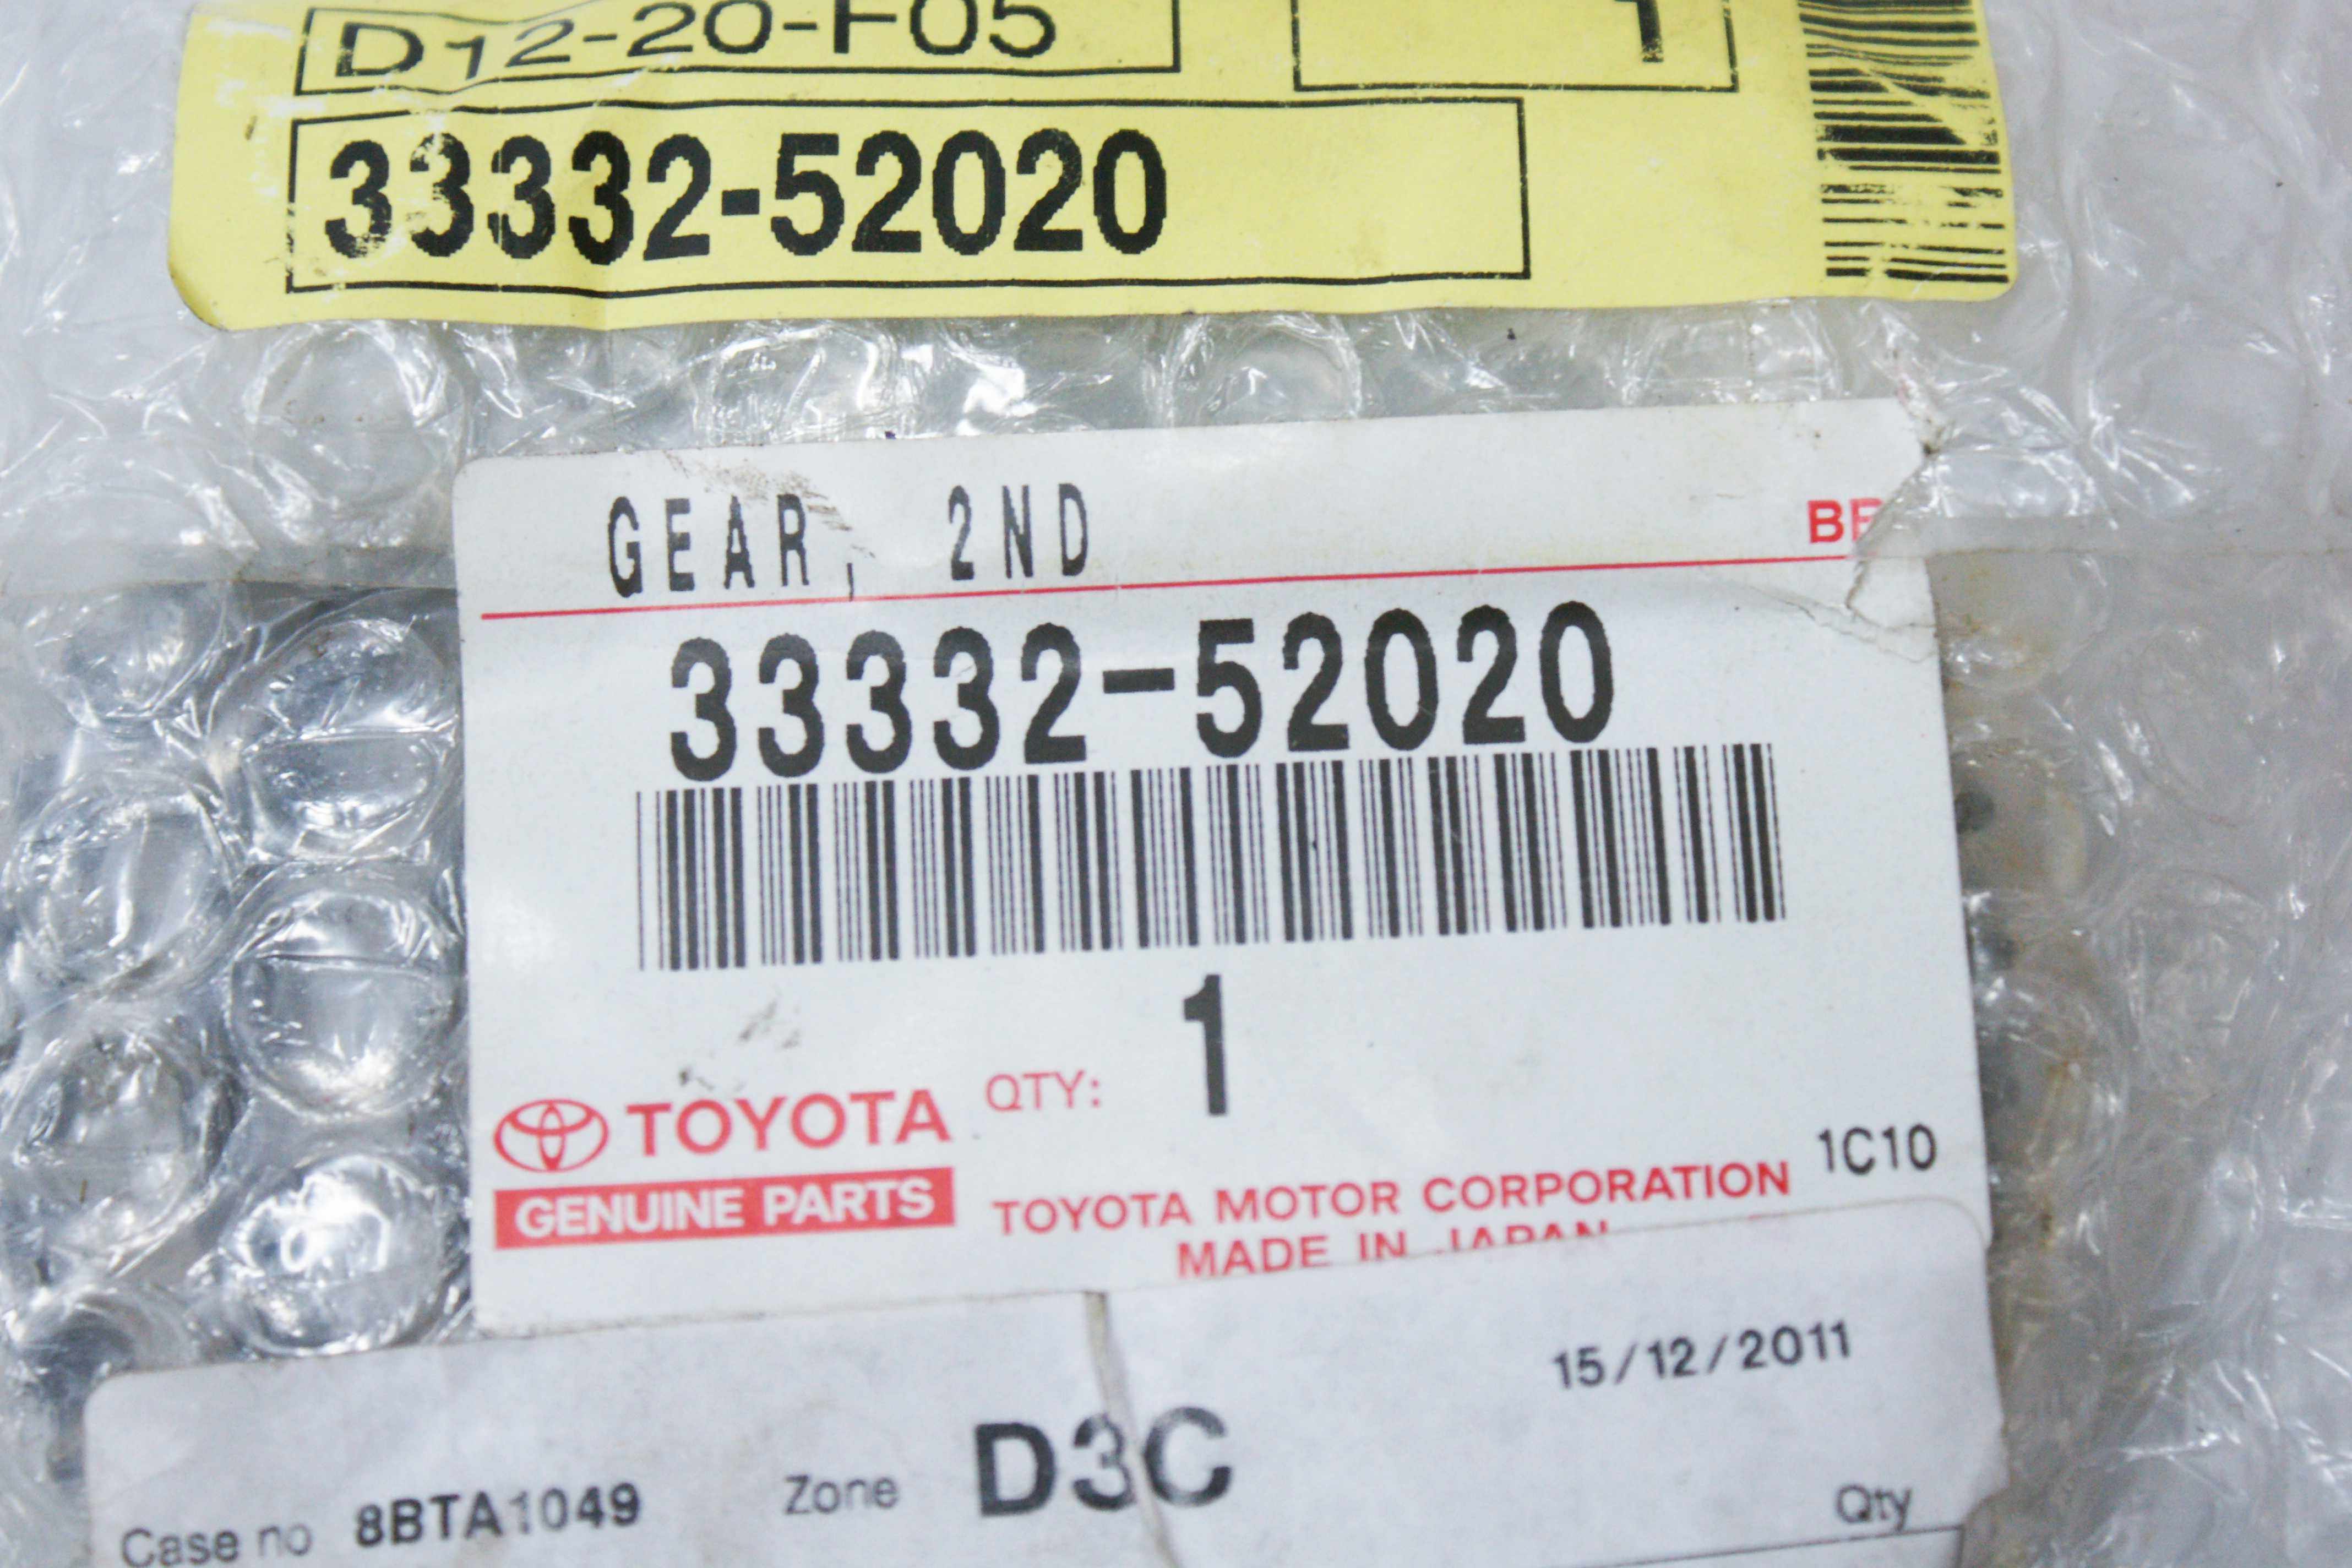 D12-20-F05 1
33332-52020
GEAR, 2ND
33332-52020
1
TOYOTA QTY:
GENUINE PARTS
TOYOTA MOTOR CORPORATION 1C10
MADE IN JAPAN
15/12/2011
Case no 8BTA1049 Zone D3C Qty